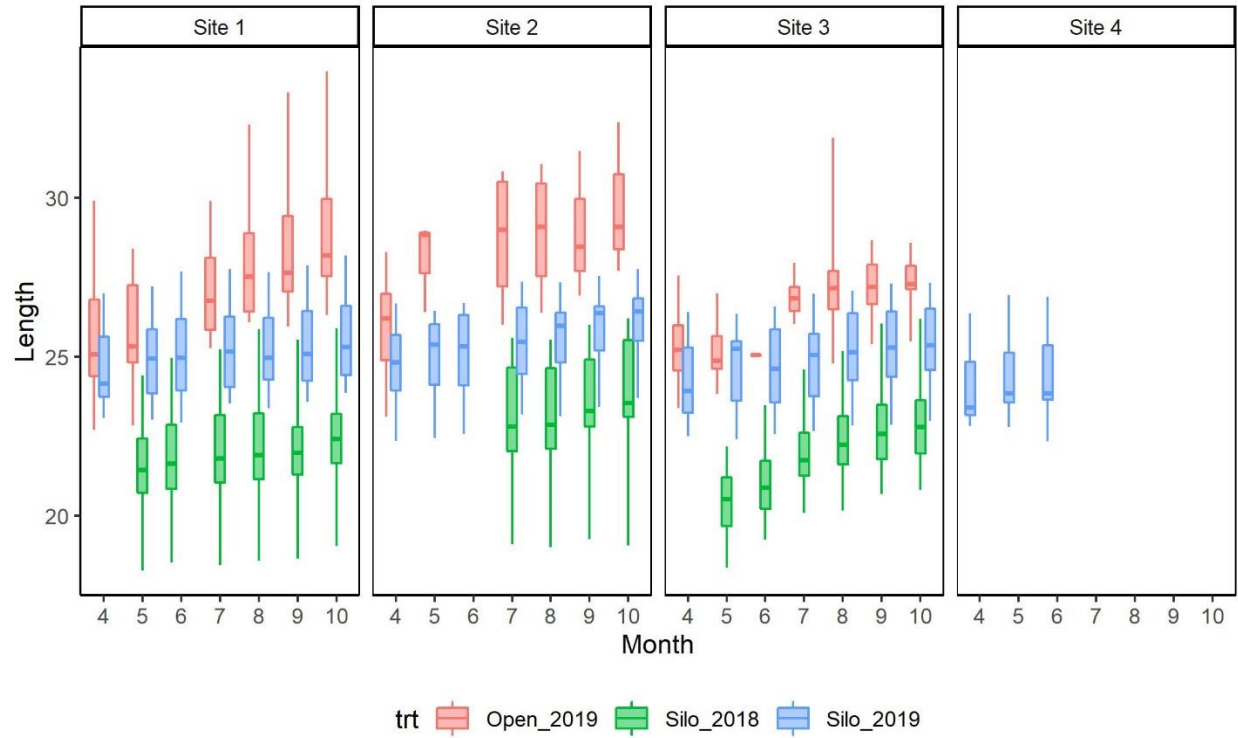 Site 1 Site 2 Site 3 Site 4
Length
30
25
20
4 5 6 7 8 9 10 4 5 6 7 8 9 10 4 5 6 7 8 9 10 4 5 6 7 8 9 10
Month
trt Open_2019 Silo_2018 Silo_2019